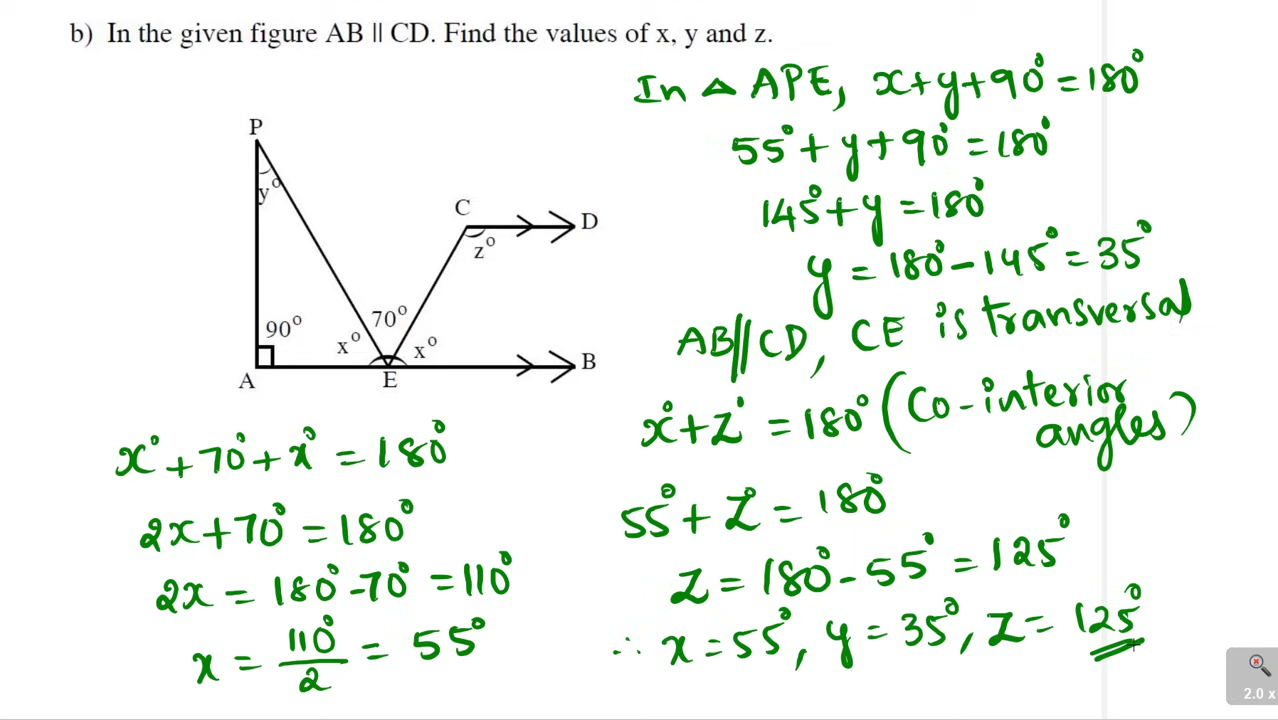 b) In the given figure AB || CD. Find the values of x, y and z.
P
y°
C
D
z°
90°
x°
70°
x°
A
E
B
x° + 70° + x° = 180°
2x + 70° = 180°
2x = 180° - 70° = 110°
x = 110°/2 = 55°
In △ APE, x + y + 90° = 180°
55° + y + 90° = 180°
145° + y = 180°
y = 180° - 145° = 35°
AB || CD, CE is transversal
x° + z° = 180° (Co-interior
angles)
55° + z° = 180°
z = 180° - 55° = 125°
∴ x = 55°, y = 35°, z = 125°
2.0 x